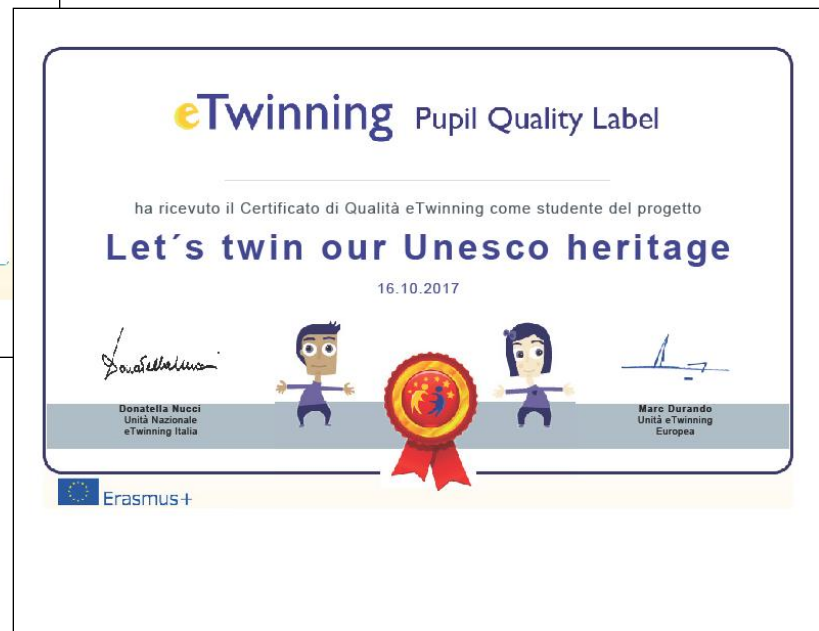 eTwinning Pupil Quality Label
ha ricevuto il Certificato di Qualità eTwinning come studente del progetto
Let´s twin our Unesco heritage
16.10.2017
Donatella Nucci
Unità Nazionale
eTwinning Italia
Marc Durando
Unità eTwinning
Europea
Erasmus+